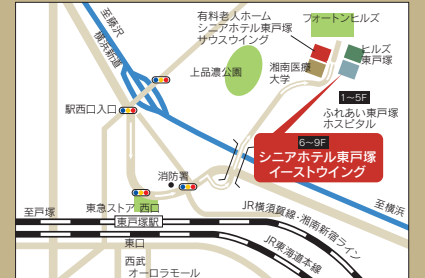 至藤沢
横浜新道
有料老人ホーム
シニアホテル東戸塚
サウスウイング
フォートンヒルズ
上品濃公園
湘南医療
大学
ヒルズ
東戸塚
駅西口入口
1〜5F
ふれあい東戸塚
ホスピタル
6〜9F
シニアホテル東戸塚
イーストウイング
消防署
東急ストア
西口
至戸塚
東戸塚駅
JR横須賀線・湘南新宿ライン
至横浜
東口
JR東海道本線
西武
オーロラモール